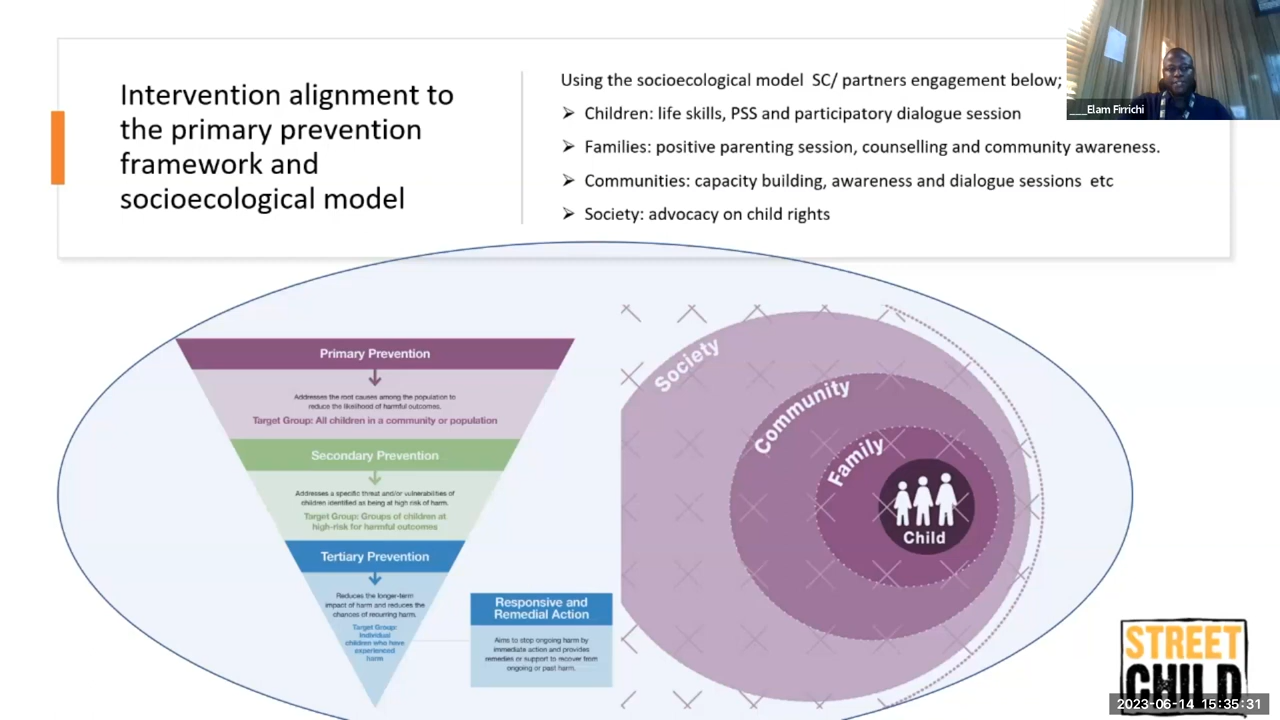 Intervention alignment to
the primary prevention
framework and
socioecological model
Using the socioecological model SC/ partners engagement below;
➢ Children: life skills, PSS and participatory dialogue session
➢ Families: positive parenting session, counselling and community awareness.
➢ Communities: capacity building, awareness and dialogue sessions etc
➢ Society: advocacy on child rights
___Elam Firrichi
Primary Prevention
Addresses the root causes among the population to
reduce the likelihood of harmful outcomes.
Target Group: All children in a community or population
Secondary Prevention
Addresses a specific threat and/or vulnerabilities of
children identified as being at high risk of harm.
Target Group: Groups of children at
high-risk for harmful outcomes
Tertiary Prevention
Reduces the longer-term
impact of harm and reduces the
chances of recurring harm.
Target Group:
Individual
children who have
experienced
harm
Responsive and
Remedial Action
Aims to stop ongoing harm by
immediate action and provides
remedies or support to recover from
ongoing or past harm.
Society
Community
Family
Child
STREET
CHILD
2023-06-14 15:35:31